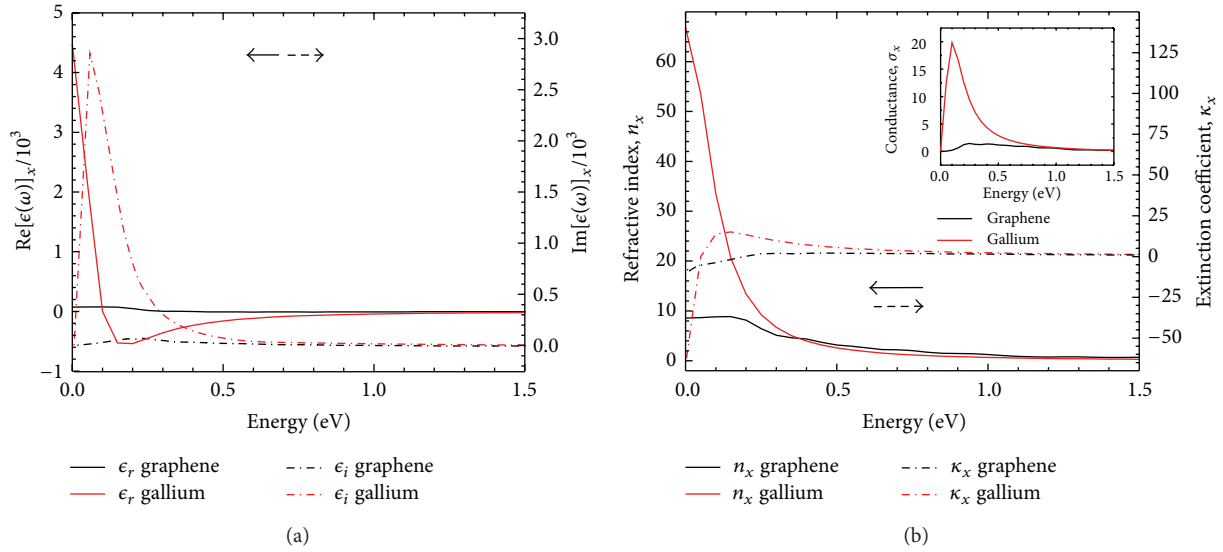 5
4
3
2
1
0
−1
Re[ϵ(ω)]ₓ/10³
3.0
2.5
2.0
1.5
1.0
0.5
0.0
Im[ϵ(ω)]ₓ/10³
0.0 0.5 1.0 1.5
Energy (eV)
ϵᵣ graphene
ϵᵣ gallium
ϵᵢ graphene
ϵᵢ gallium
(a)
60
50
40
30
20
10
0
Refractive index, nₓ
125
100
75
50
25
0
−25
−50
Extinction coefficient, κₓ
20
15
10
5
0
Conductance, σₓ
0.0 0.5 1.0 1.5
Energy (eV)
Graphene
Gallium
0.0 0.5 1.0 1.5
Energy (eV)
nₓ graphene
nₓ gallium
κₓ graphene
κₓ gallium
(b)